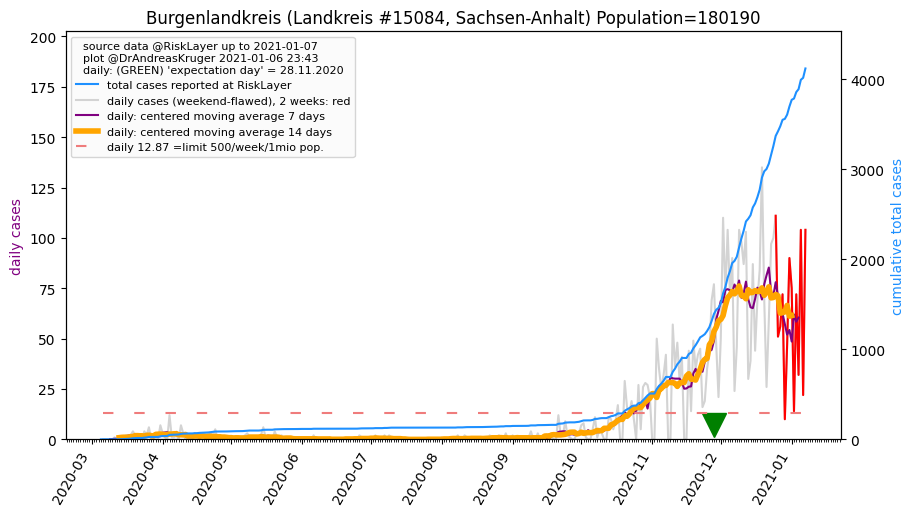 Burgenlandkreis (Landkreis #15084, Sachsen-Anhalt) Population=180190
source data @RiskLayer up to 2021-01-07
plot @DrAndreasKruger 2021-01-06 23:43
daily: (GREEN) 'expectation day' = 28.11.2020
total cases reported at RiskLayer
daily cases (weekend-flawed), 2 weeks: red
daily: centered moving average 7 days
daily: centered moving average 14 days
daily 12.87 =limit 500/week/1mio pop.
daily cases
200
175
150
125
100
75
50
25
0
cumulative total cases
4000
3000
2000
1000
0
2020-03
2020-04
2020-05
2020-06
2020-07
2020-08
2020-09
2020-10
2020-11
2020-12
2021-01